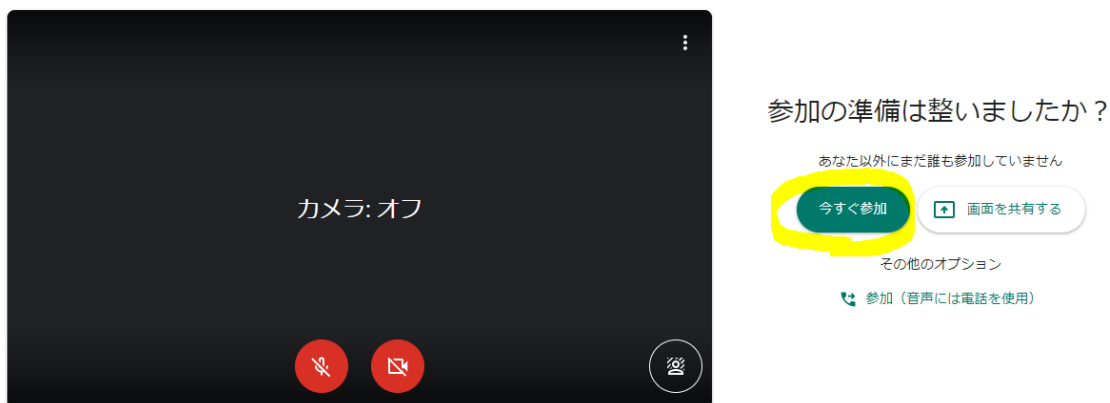 カメラ: オフ
参加の準備は整いましたか？
あなた以外にまだ誰も参加していません
今すぐ参加
画面を共有する
その他のオプション
参加（音声には電話を使用）